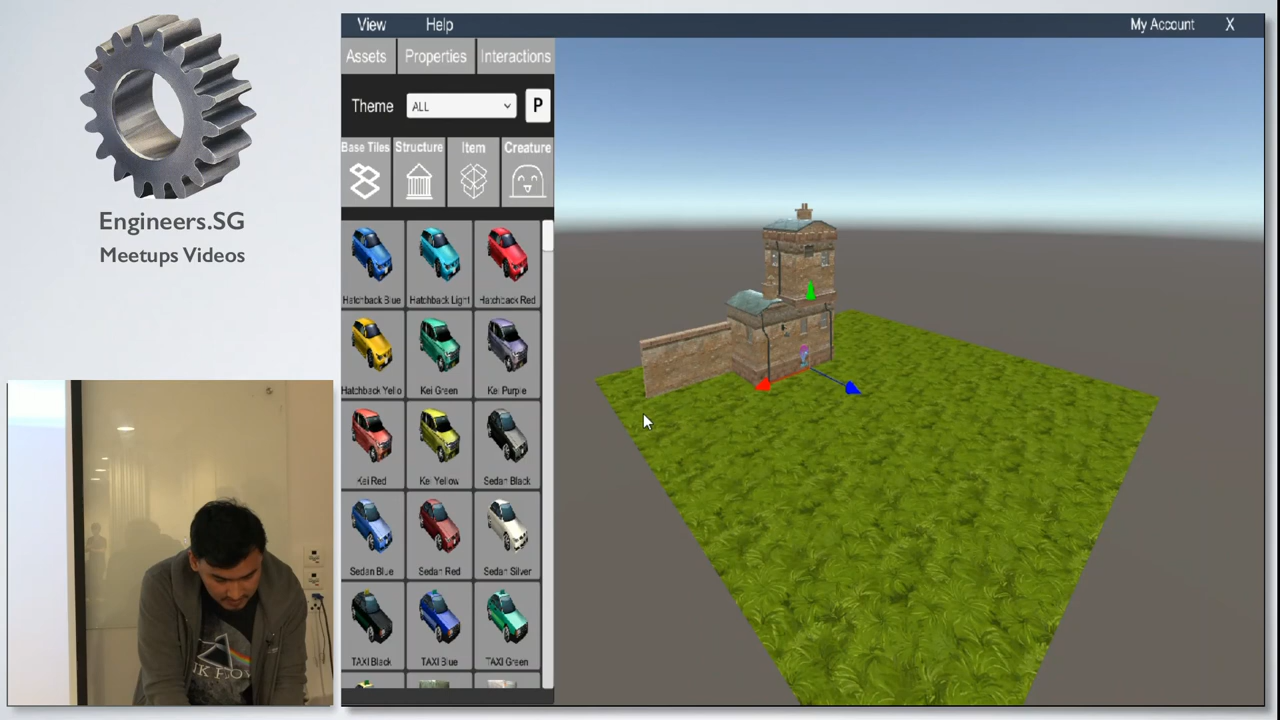 Engineers.SG
Meetups Videos
View Help My Account X
Assets Properties Interactions
Theme ALL P
Base Tiles Structure Item Creature
Hatchback Blue Hatchback Light Hatchback Red
Hatchback Yello Kei Green Kei Purple
Kei Red Kei Yellow Sedan Black
Sedan Blue Sedan Red Sedan Silver
TAXI Black TAXI Blue TAXI Green